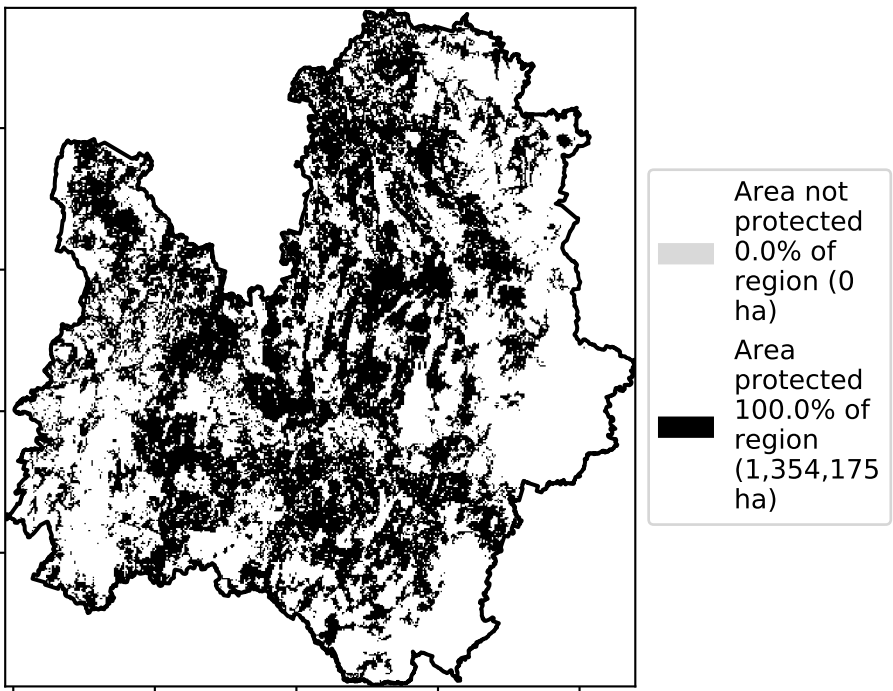 Area not
protected
0.0% of
region (0
ha)
Area
protected
100.0% of
region
(1,354,175
ha)